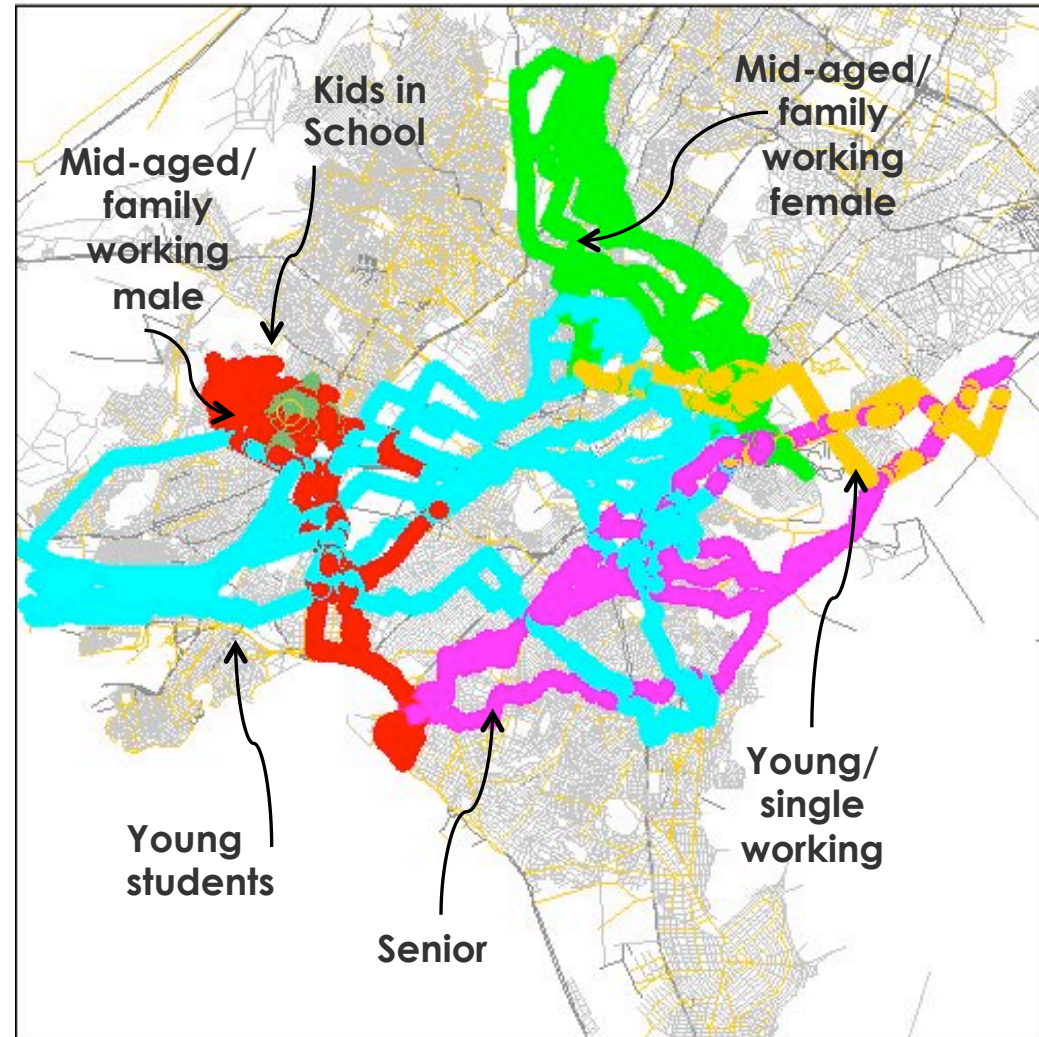 Kids in
School
Mid-aged/
family
working
male
Mid-aged/
family
working
female
Young
students
Senior
Young/
single
working